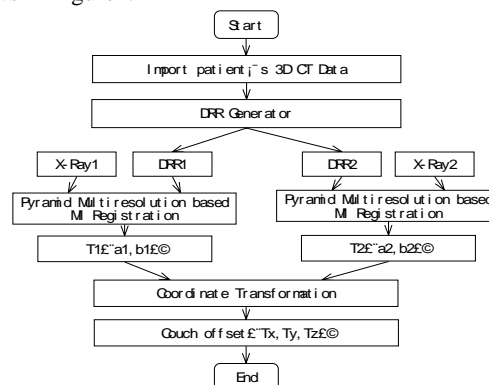 Start
Import patient¡¯s 3D CT Data
DRR Generator
X-Ray1
DRR1
DRR2
X-Ray2
Pyramid Multiresolution based
MI Registration
Pyramid Multiresolution based
MI Registration
T1£¨a1, b1£©
T2£¨a2, b2£©
Coordinate Transformation
Couch offset£¨Tx, Ty, Tz£©
End